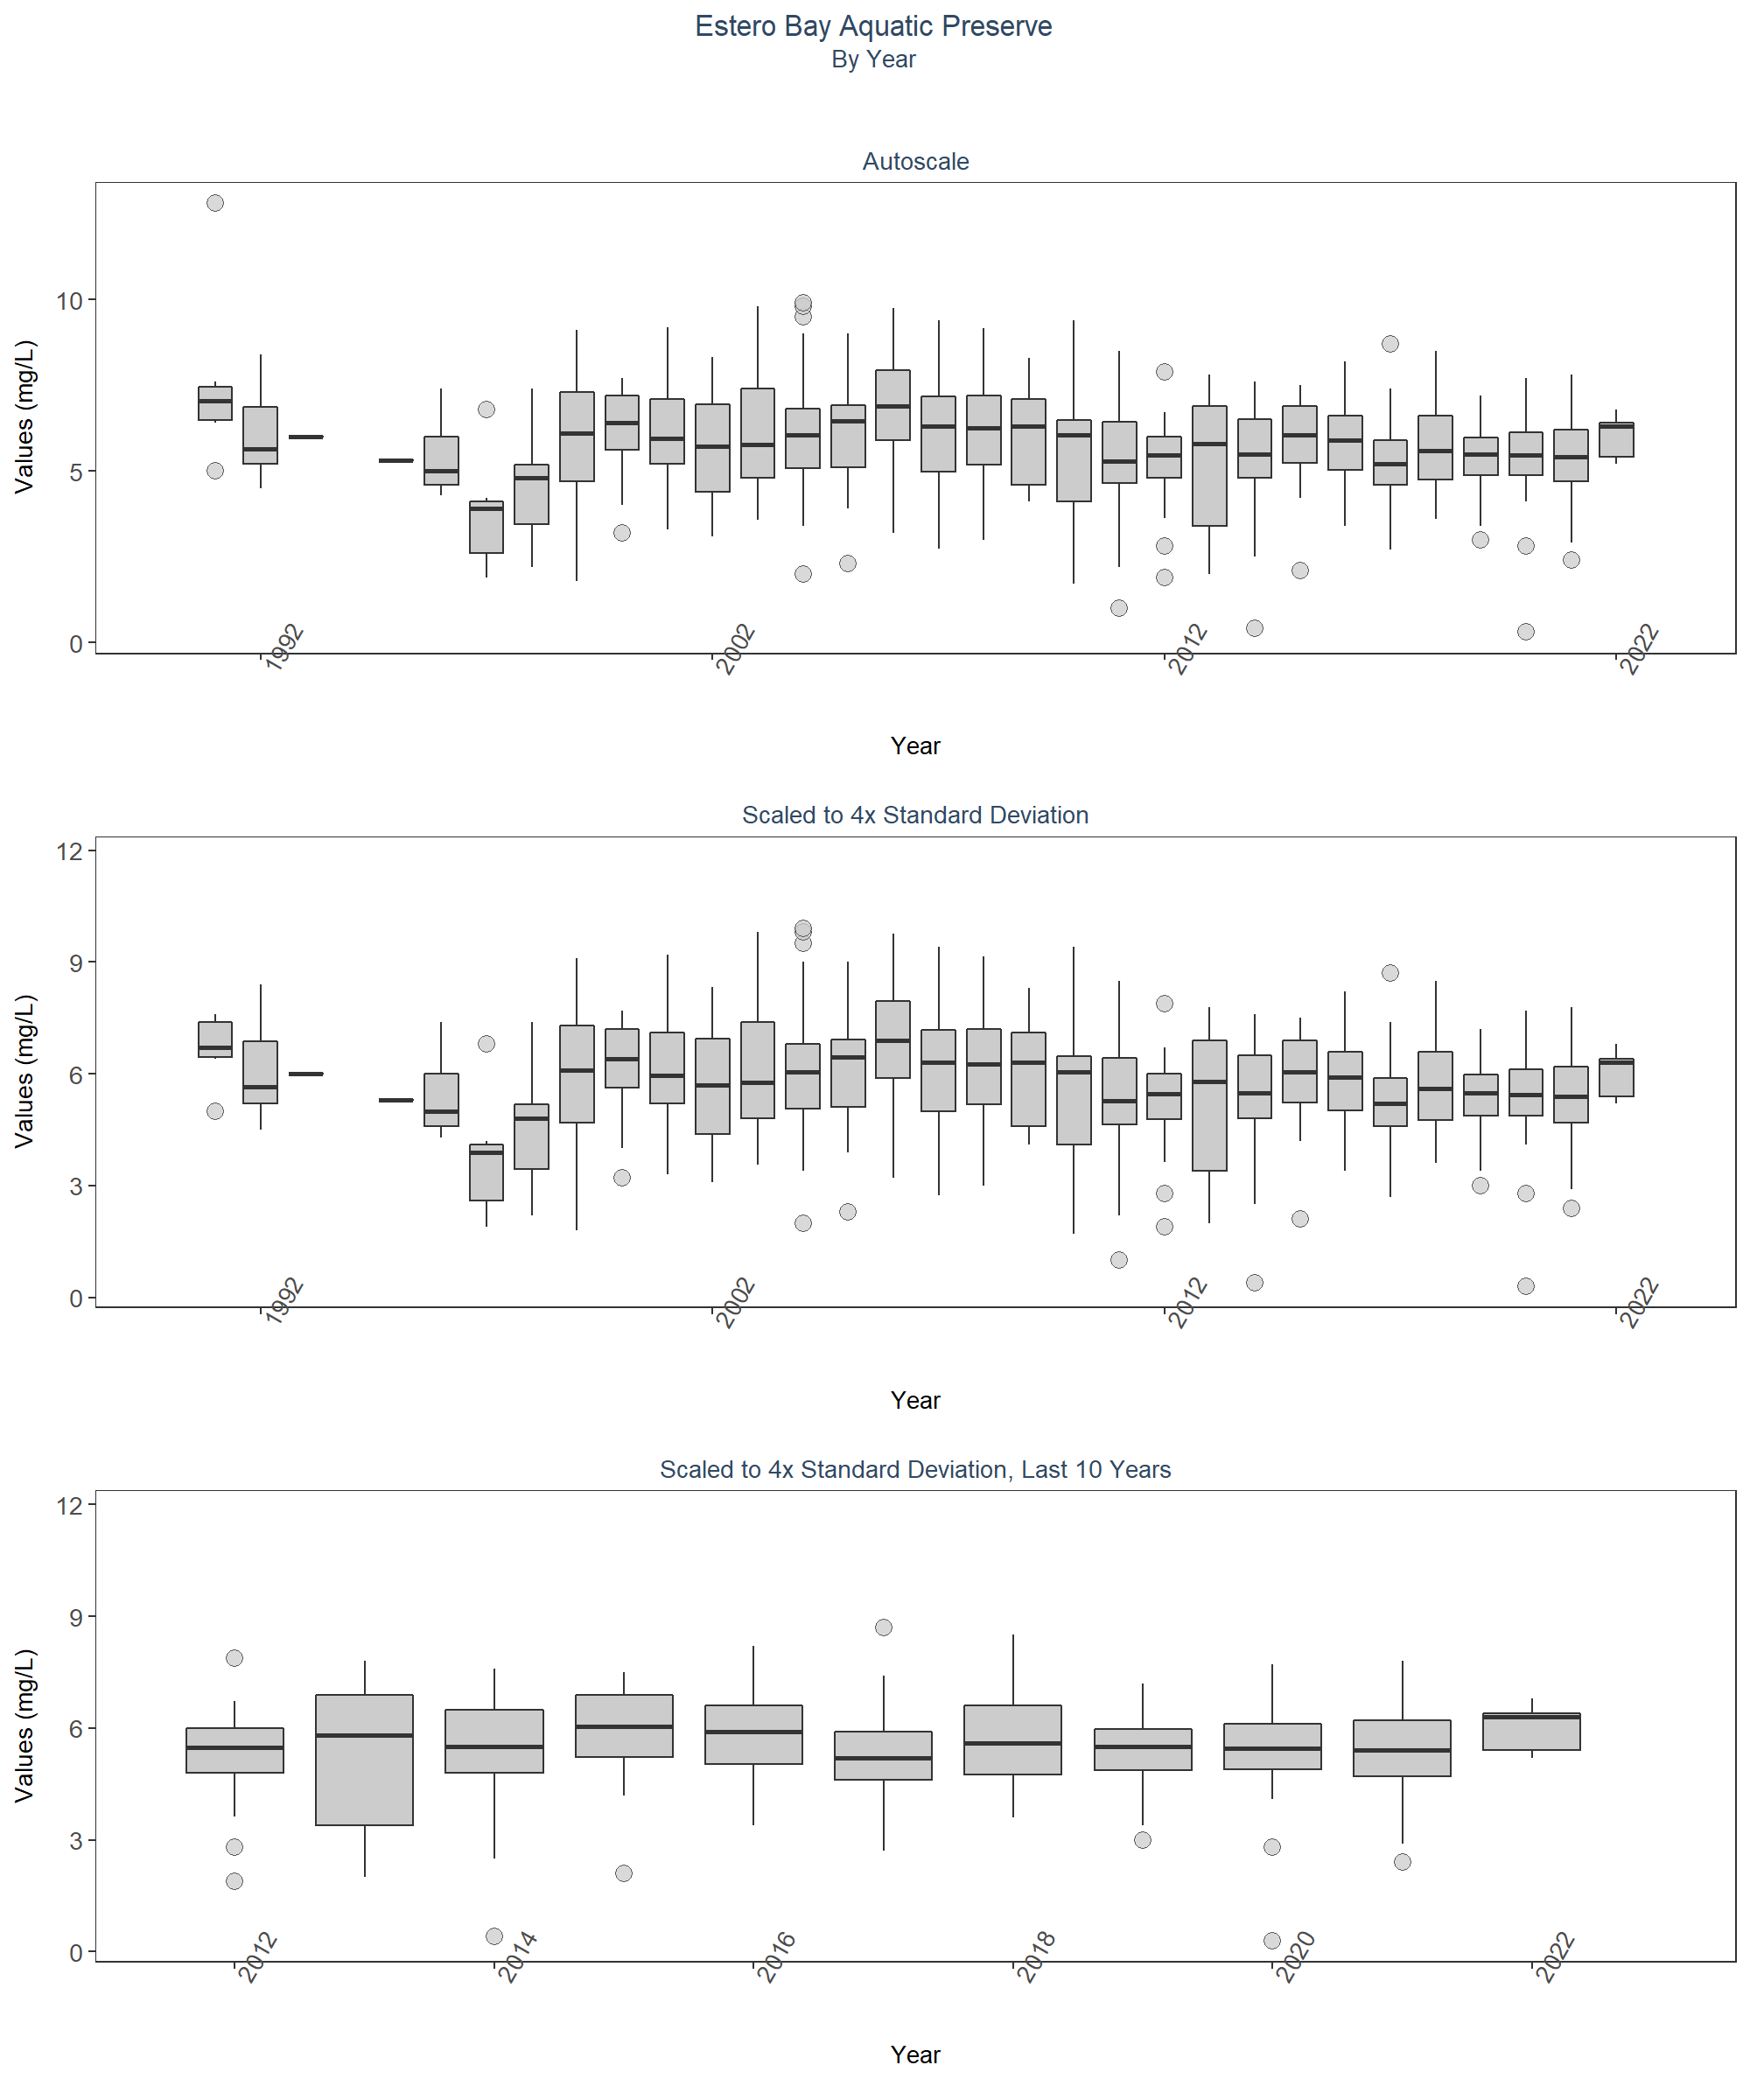 Estero Bay Aquatic Preserve
By Year
Autoscale
Values (mg/L)
10
5
0
1992
2002
2012
2022
Year
Scaled to 4x Standard Deviation
Values (mg/L)
12
9
6
3
0
1992
2002
2012
2022
Year
Scaled to 4x Standard Deviation, Last 10 Years
Values (mg/L)
12
9
6
3
0
2012
2014
2016
2018
2020
2022
Year